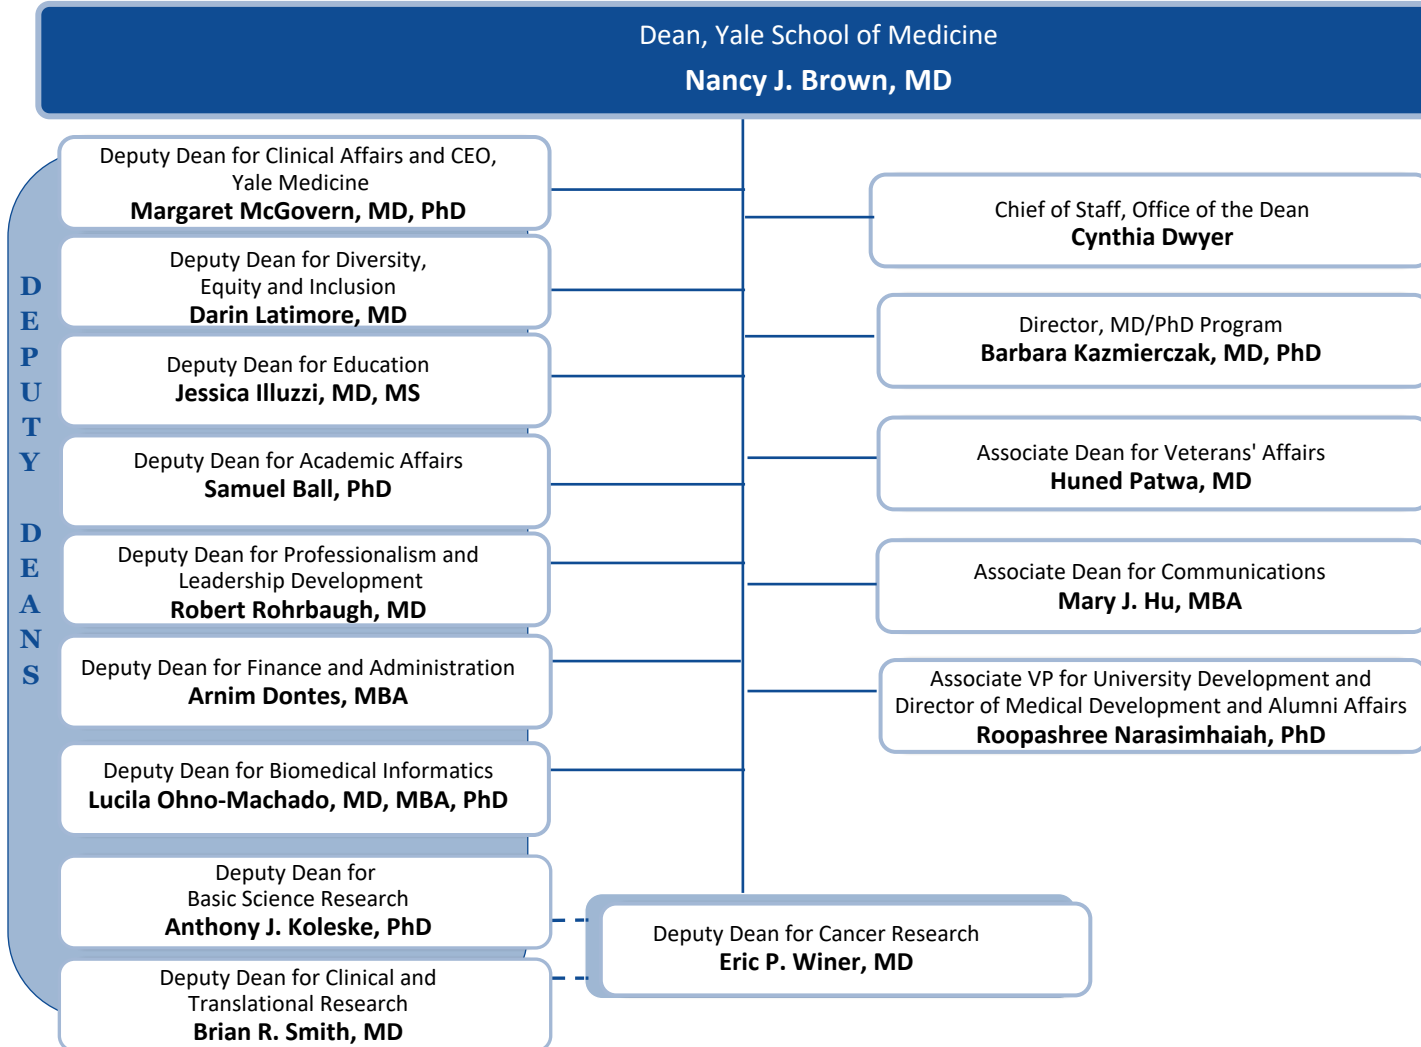 Dean, Yale School of Medicine
Nancy J. Brown, MD
DEPUTY DEANS
Deputy Dean for Clinical Affairs and CEO,
Yale Medicine
Margaret McGovern, MD, PhD
Deputy Dean for Diversity,
Equity and Inclusion
Darin Latimore, MD
Deputy Dean for Education
Jessica Illuzzi, MD, MS
Deputy Dean for Academic Affairs
Samuel Ball, PhD
Deputy Dean for Professionalism and
Leadership Development
Robert Rohrbaugh, MD
Deputy Dean for Finance and Administration
Arnim Dontes, MBA
Deputy Dean for Biomedical Informatics
Lucila Ohno-Machado, MD, MBA, PhD
Deputy Dean for
Basic Science Research
Anthony J. Koleske, PhD
Deputy Dean for Clinical and
Translational Research
Brian R. Smith, MD
Chief of Staff, Office of the Dean
Cynthia Dwyer
Director, MD/PhD Program
Barbara Kazmierczak, MD, PhD
Associate Dean for Veterans' Affairs
Huned Patwa, MD
Associate Dean for Communications
Mary J. Hu, MBA
Associate VP for University Development and
Director of Medical Development and Alumni Affairs
Roopashree Narasimhaiah, PhD
Deputy Dean for Cancer Research
Eric P. Winer, MD